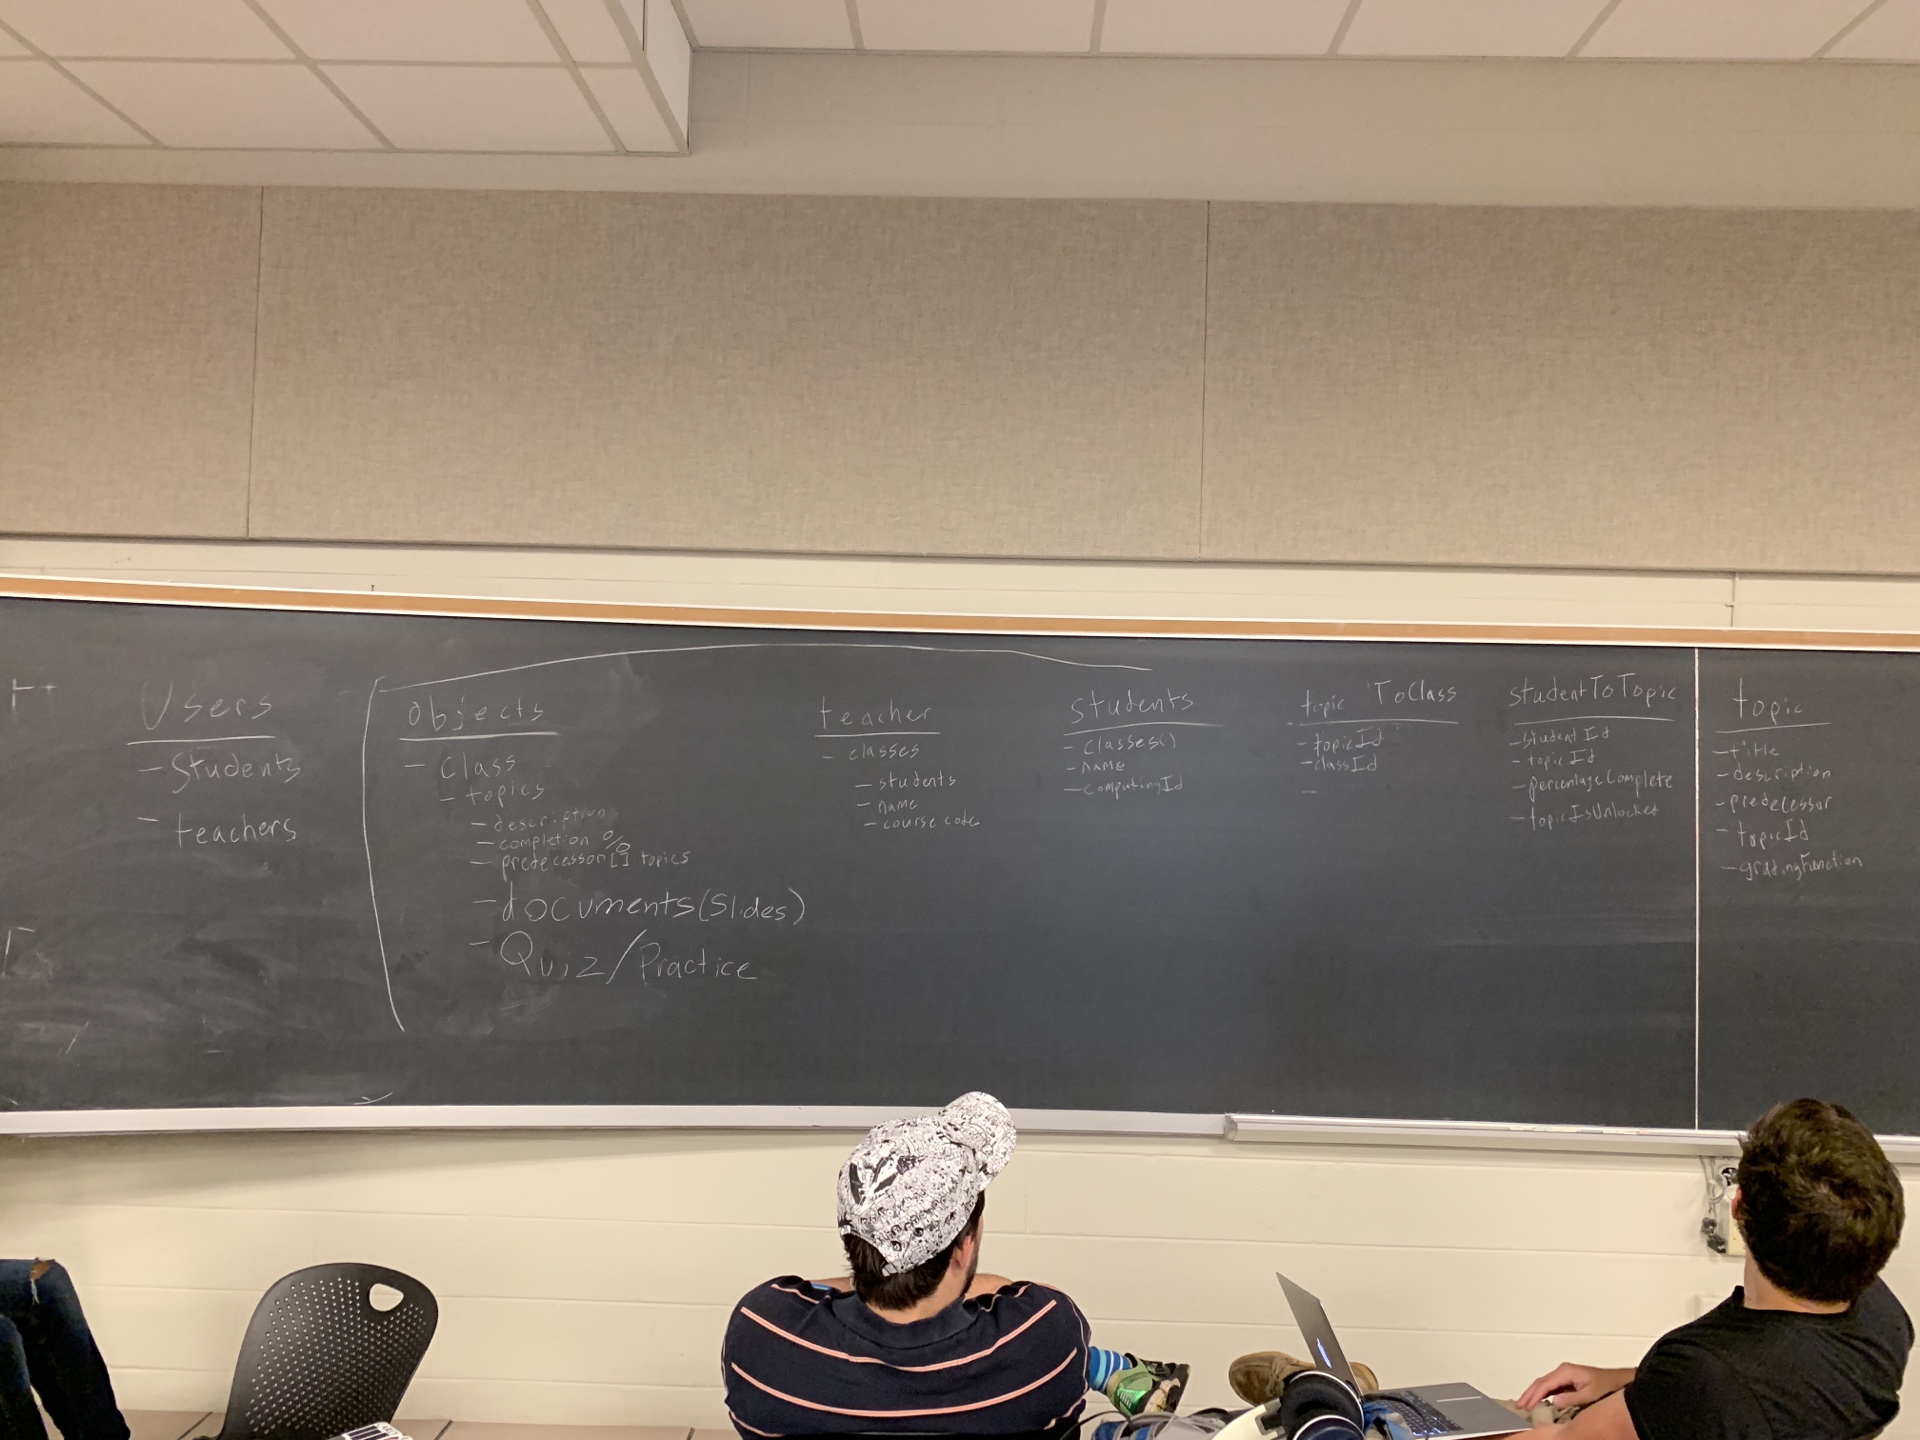 Users
- Students
- teachers
objects
- Class
- topics
- description
- completion %
- predecessor[] topics
- documents(Slides)
- Quiz/Practice
teacher
- classes
- students
- name
- course code
students
- classes()
- name
- computingId
topic ToClass
- topicId
- classId
-
studentToTopic
- studentId
- topicId
- percentageComplete
- topicIsUnlocked
topic
- title
- description
- predecessor
- topicId
- gradingFunction